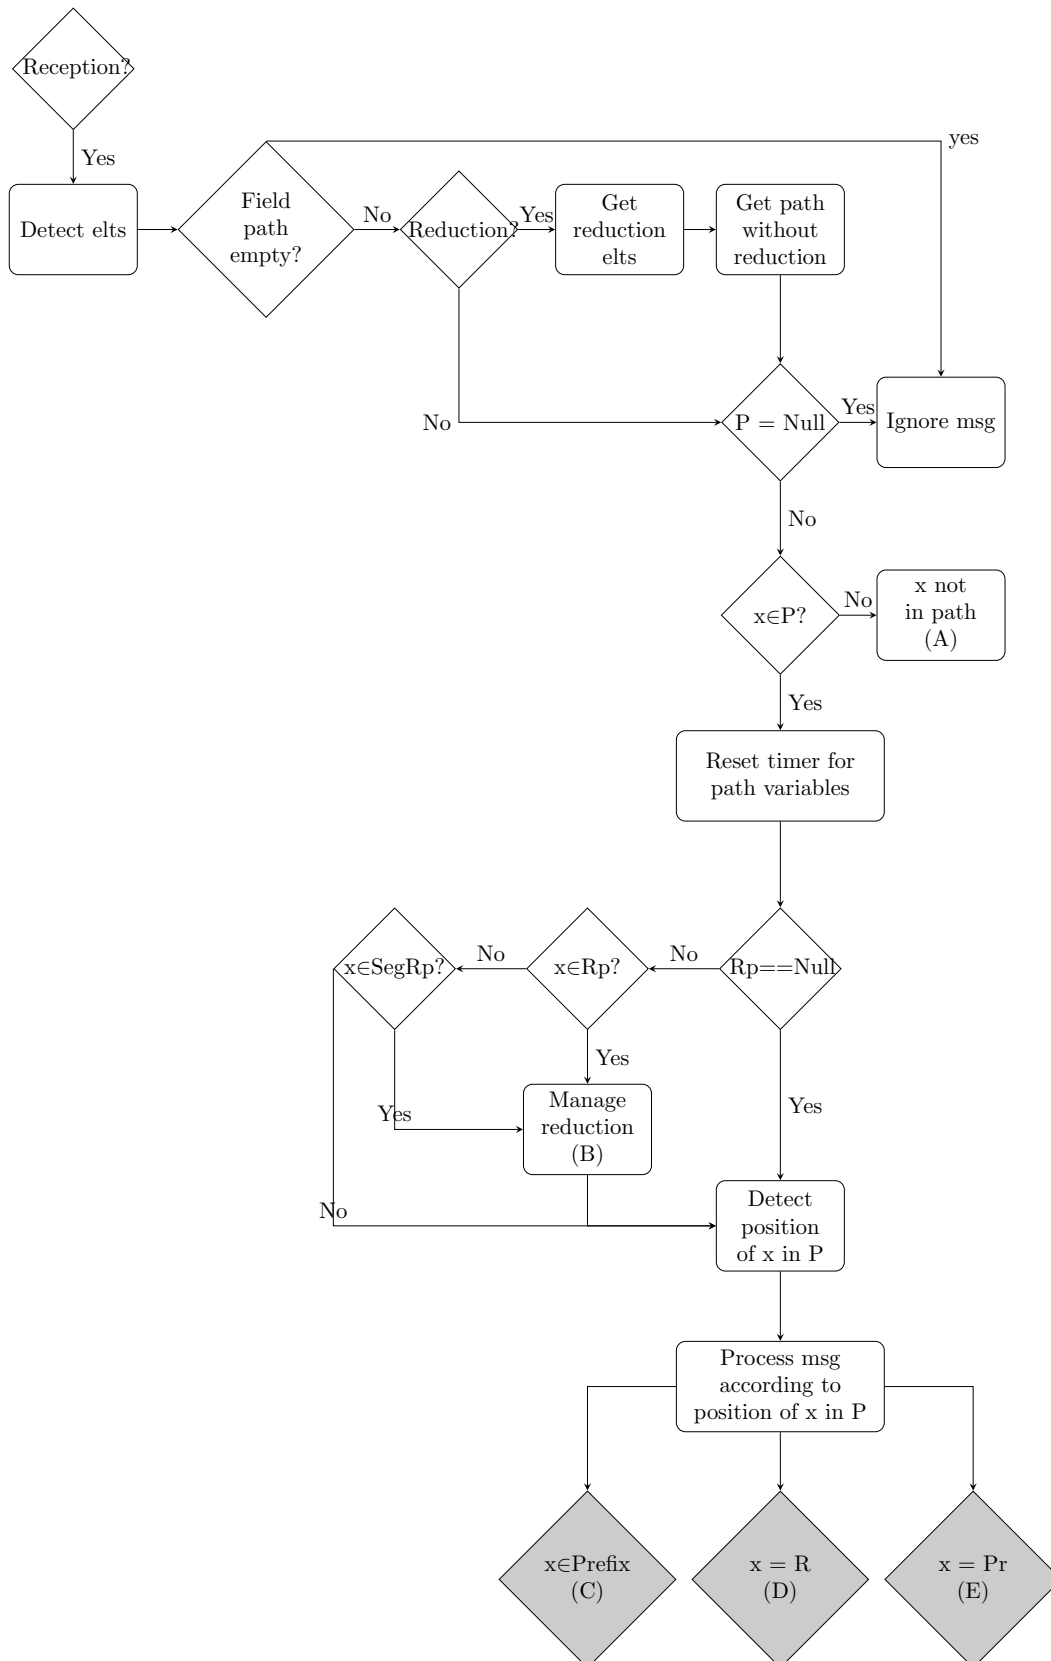 Reception?
Yes
yes
Detect elts
Field
path
empty?
No
Reduction?
Yes
Get
reduction
elts
Get path
without
reduction
No
P = Null
Yes
Ignore msg
No
x∈P?
No
x not
in path
(A)
Yes
Reset timer for
path variables
x∈SegRp?
No
x∈Rp?
No
Rp==Null
Yes
Yes
Manage
reduction
(B)
Yes
No
Detect
position
of x in P
Process msg
according to
position of x in P
x∈Prefix
(C)
x = R
(D)
x = Pr
(E)